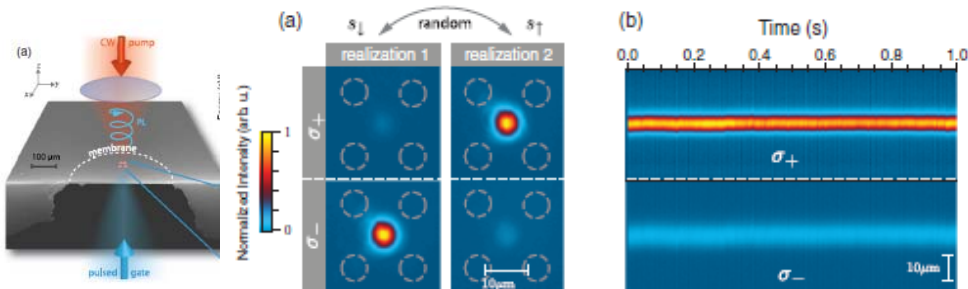 (a)
CW pump
PL
100 µm
membrane
pulsed gate
(a)
s↓ random s↑
realization 1 realization 2
Normalized Intensity (arb u.)
1
0
σ+
σ−
10µm
(b)
Time (s)
0.0 0.2 0.4 0.6 0.8 1.0
σ+
σ−
10µm